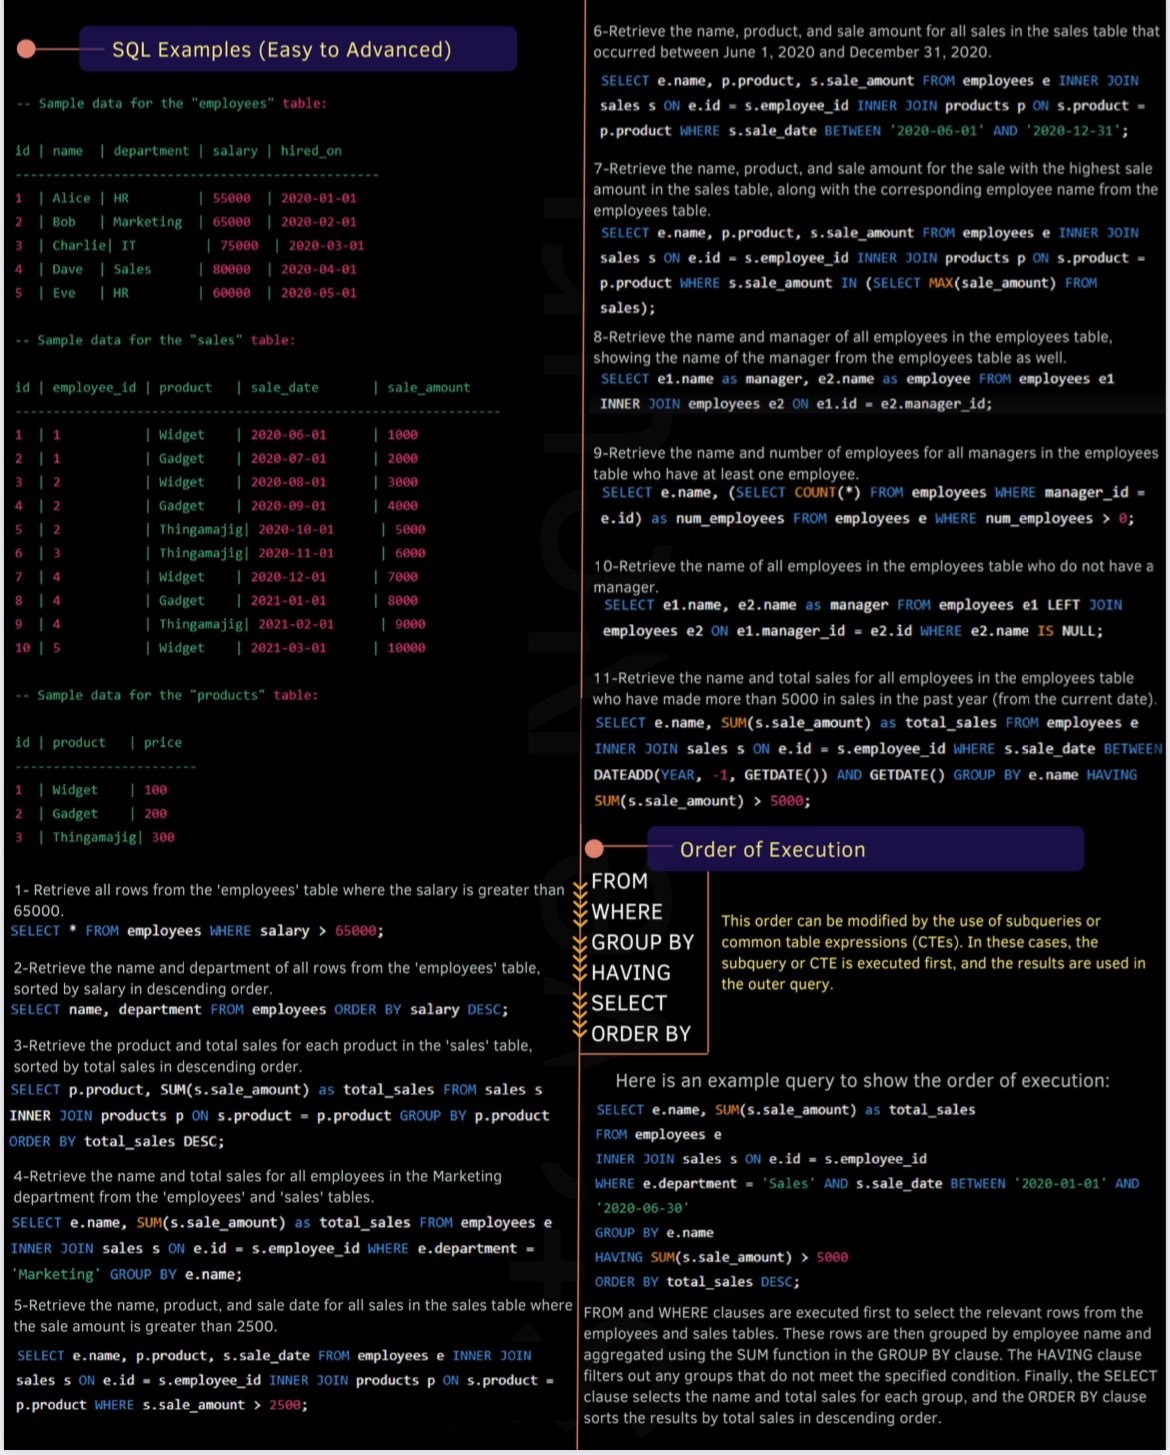 SQL Examples (Easy to Advanced)
-- Sample data for the "employees" table:
id | name | department | salary | hired_on
-----------------------------------------------
1 | Alice | HR | 55000 | 2020-01-01
2 | Bob | Marketing | 65000 | 2020-02-01
3 | Charlie| IT | 75000 | 2020-03-01
4 | Dave | Sales | 80000 | 2020-04-01
5 | Eve | HR | 60000 | 2020-05-01
-- Sample data for the "sales" table:
id | employee_id | product | sale_date | sale_amount
---------------------------------------------------------------
1 | 1 | Widget | 2020-06-01 | 1000
2 | 1 | Gadget | 2020-07-01 | 2000
3 | 2 | Widget | 2020-08-01 | 3000
4 | 2 | Gadget | 2020-09-01 | 4000
5 | 2 | Thingamajig| 2020-10-01 | 5000
6 | 3 | Thingamajig| 2020-11-01 | 6000
7 | 4 | Widget | 2020-12-01 | 7000
8 | 4 | Gadget | 2021-01-01 | 8000
9 | 4 | Thingamajig| 2021-02-01 | 9000
10 | 5 | Widget | 2021-03-01 | 10000
-- Sample data for the "products" table:
id | product | price
------------------------
1 | Widget | 100
2 | Gadget | 200
3 | Thingamajig| 300
1- Retrieve all rows from the 'employees' table where the salary is greater than
65000.
SELECT * FROM employees WHERE salary > 65000;
2-Retrieve the name and department of all rows from the 'employees' table,
sorted by salary in descending order.
SELECT name, department FROM employees ORDER BY salary DESC;
3-Retrieve the product and total sales for each product in the 'sales' table,
sorted by total sales in descending order.
SELECT p.product, SUM(s.sale_amount) as total_sales FROM sales s
INNER JOIN products p ON s.product = p.product GROUP BY p.product
ORDER BY total_sales DESC;
4-Retrieve the name and total sales for all employees in the Marketing
department from the 'employees' and 'sales' tables.
SELECT e.name, SUM(s.sale_amount) as total_sales FROM employees e
INNER JOIN sales s ON e.id = s.employee_id WHERE e.department =
'Marketing' GROUP BY e.name;
5-Retrieve the name, product, and sale date for all sales in the sales table where
the sale amount is greater than 2500.
SELECT e.name, p.product, s.sale_date FROM employees e INNER JOIN
sales s ON e.id = s.employee_id INNER JOIN products p ON s.product =
p.product WHERE s.sale_amount > 2500;
6-Retrieve the name, product, and sale amount for all sales in the sales table that
occurred between June 1, 2020 and December 31, 2020.
SELECT e.name, p.product, s.sale_amount FROM employees e INNER JOIN
sales s ON e.id = s.employee_id INNER JOIN products p ON s.product =
p.product WHERE s.sale_date BETWEEN '2020-06-01' AND '2020-12-31';
7-Retrieve the name, product, and sale amount for the sale with the highest sale
amount in the sales table, along with the corresponding employee name from the
employees table.
SELECT e.name, p.product, s.sale_amount FROM employees e INNER JOIN
sales s ON e.id = s.employee_id INNER JOIN products p ON s.product =
p.product WHERE s.sale_amount IN (SELECT MAX(sale_amount) FROM
sales);
8-Retrieve the name and manager of all employees in the employees table,
showing the name of the manager from the employees table as well.
SELECT e1.name as manager, e2.name as employee FROM employees e1
INNER JOIN employees e2 ON e1.id = e2.manager_id;
9-Retrieve the name and number of employees for all managers in the employees
table who have at least one employee.
SELECT e.name, (SELECT COUNT(*) FROM employees WHERE manager_id =
e.id) as num_employees FROM employees e WHERE num_employees > 0;
10-Retrieve the name of all employees in the employees table who do not have a
manager.
SELECT e1.name, e2.name as manager FROM employees e1 LEFT JOIN
employees e2 ON e1.manager_id = e2.id WHERE e2.name IS NULL;
11-Retrieve the name and total sales for all employees in the employees table
who have made more than 5000 in sales in the past year (from the current date).
SELECT e.name, SUM(s.sale_amount) as total_sales FROM employees e
INNER JOIN sales s ON e.id = s.employee_id WHERE s.sale_date BETWEEN
DATEADD(YEAR, -1, GETDATE()) AND GETDATE() GROUP BY e.name HAVING
SUM(s.sale_amount) > 5000;
Order of Execution
FROM
WHERE
GROUP BY
HAVING
SELECT
ORDER BY
This order can be modified by the use of subqueries or
common table expressions (CTEs). In these cases, the
subquery or CTE is executed first, and the results are used in
the outer query.
Here is an example query to show the order of execution:
SELECT e.name, SUM(s.sale_amount) as total_sales
FROM employees e
INNER JOIN sales s ON e.id = s.employee_id
WHERE e.department = 'Sales' AND s.sale_date BETWEEN '2020-01-01' AND
'2020-06-30'
GROUP BY e.name
HAVING SUM(s.sale_amount) > 5000
ORDER BY total_sales DESC;
FROM and WHERE clauses are executed first to select the relevant rows from the
employees and sales tables. These rows are then grouped by employee name and
aggregated using the SUM function in the GROUP BY clause. The HAVING clause
filters out any groups that do not meet the specified condition. Finally, the SELECT
clause selects the name and total sales for each group, and the ORDER BY clause
sorts the results by total sales in descending order.